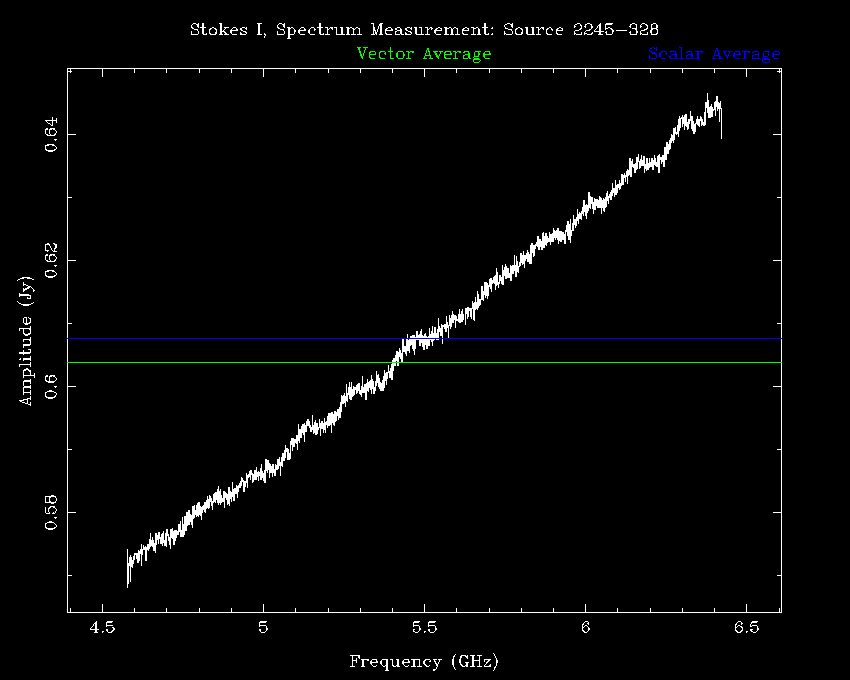 Stokes I, Spectrum Measurement: Source 2245−328
Vector Average Scalar Average
0.64
0.62
0.6
0.58
Amplitude (Jy)
4.5 5 5.5 6 6.5
Frequency (GHz)